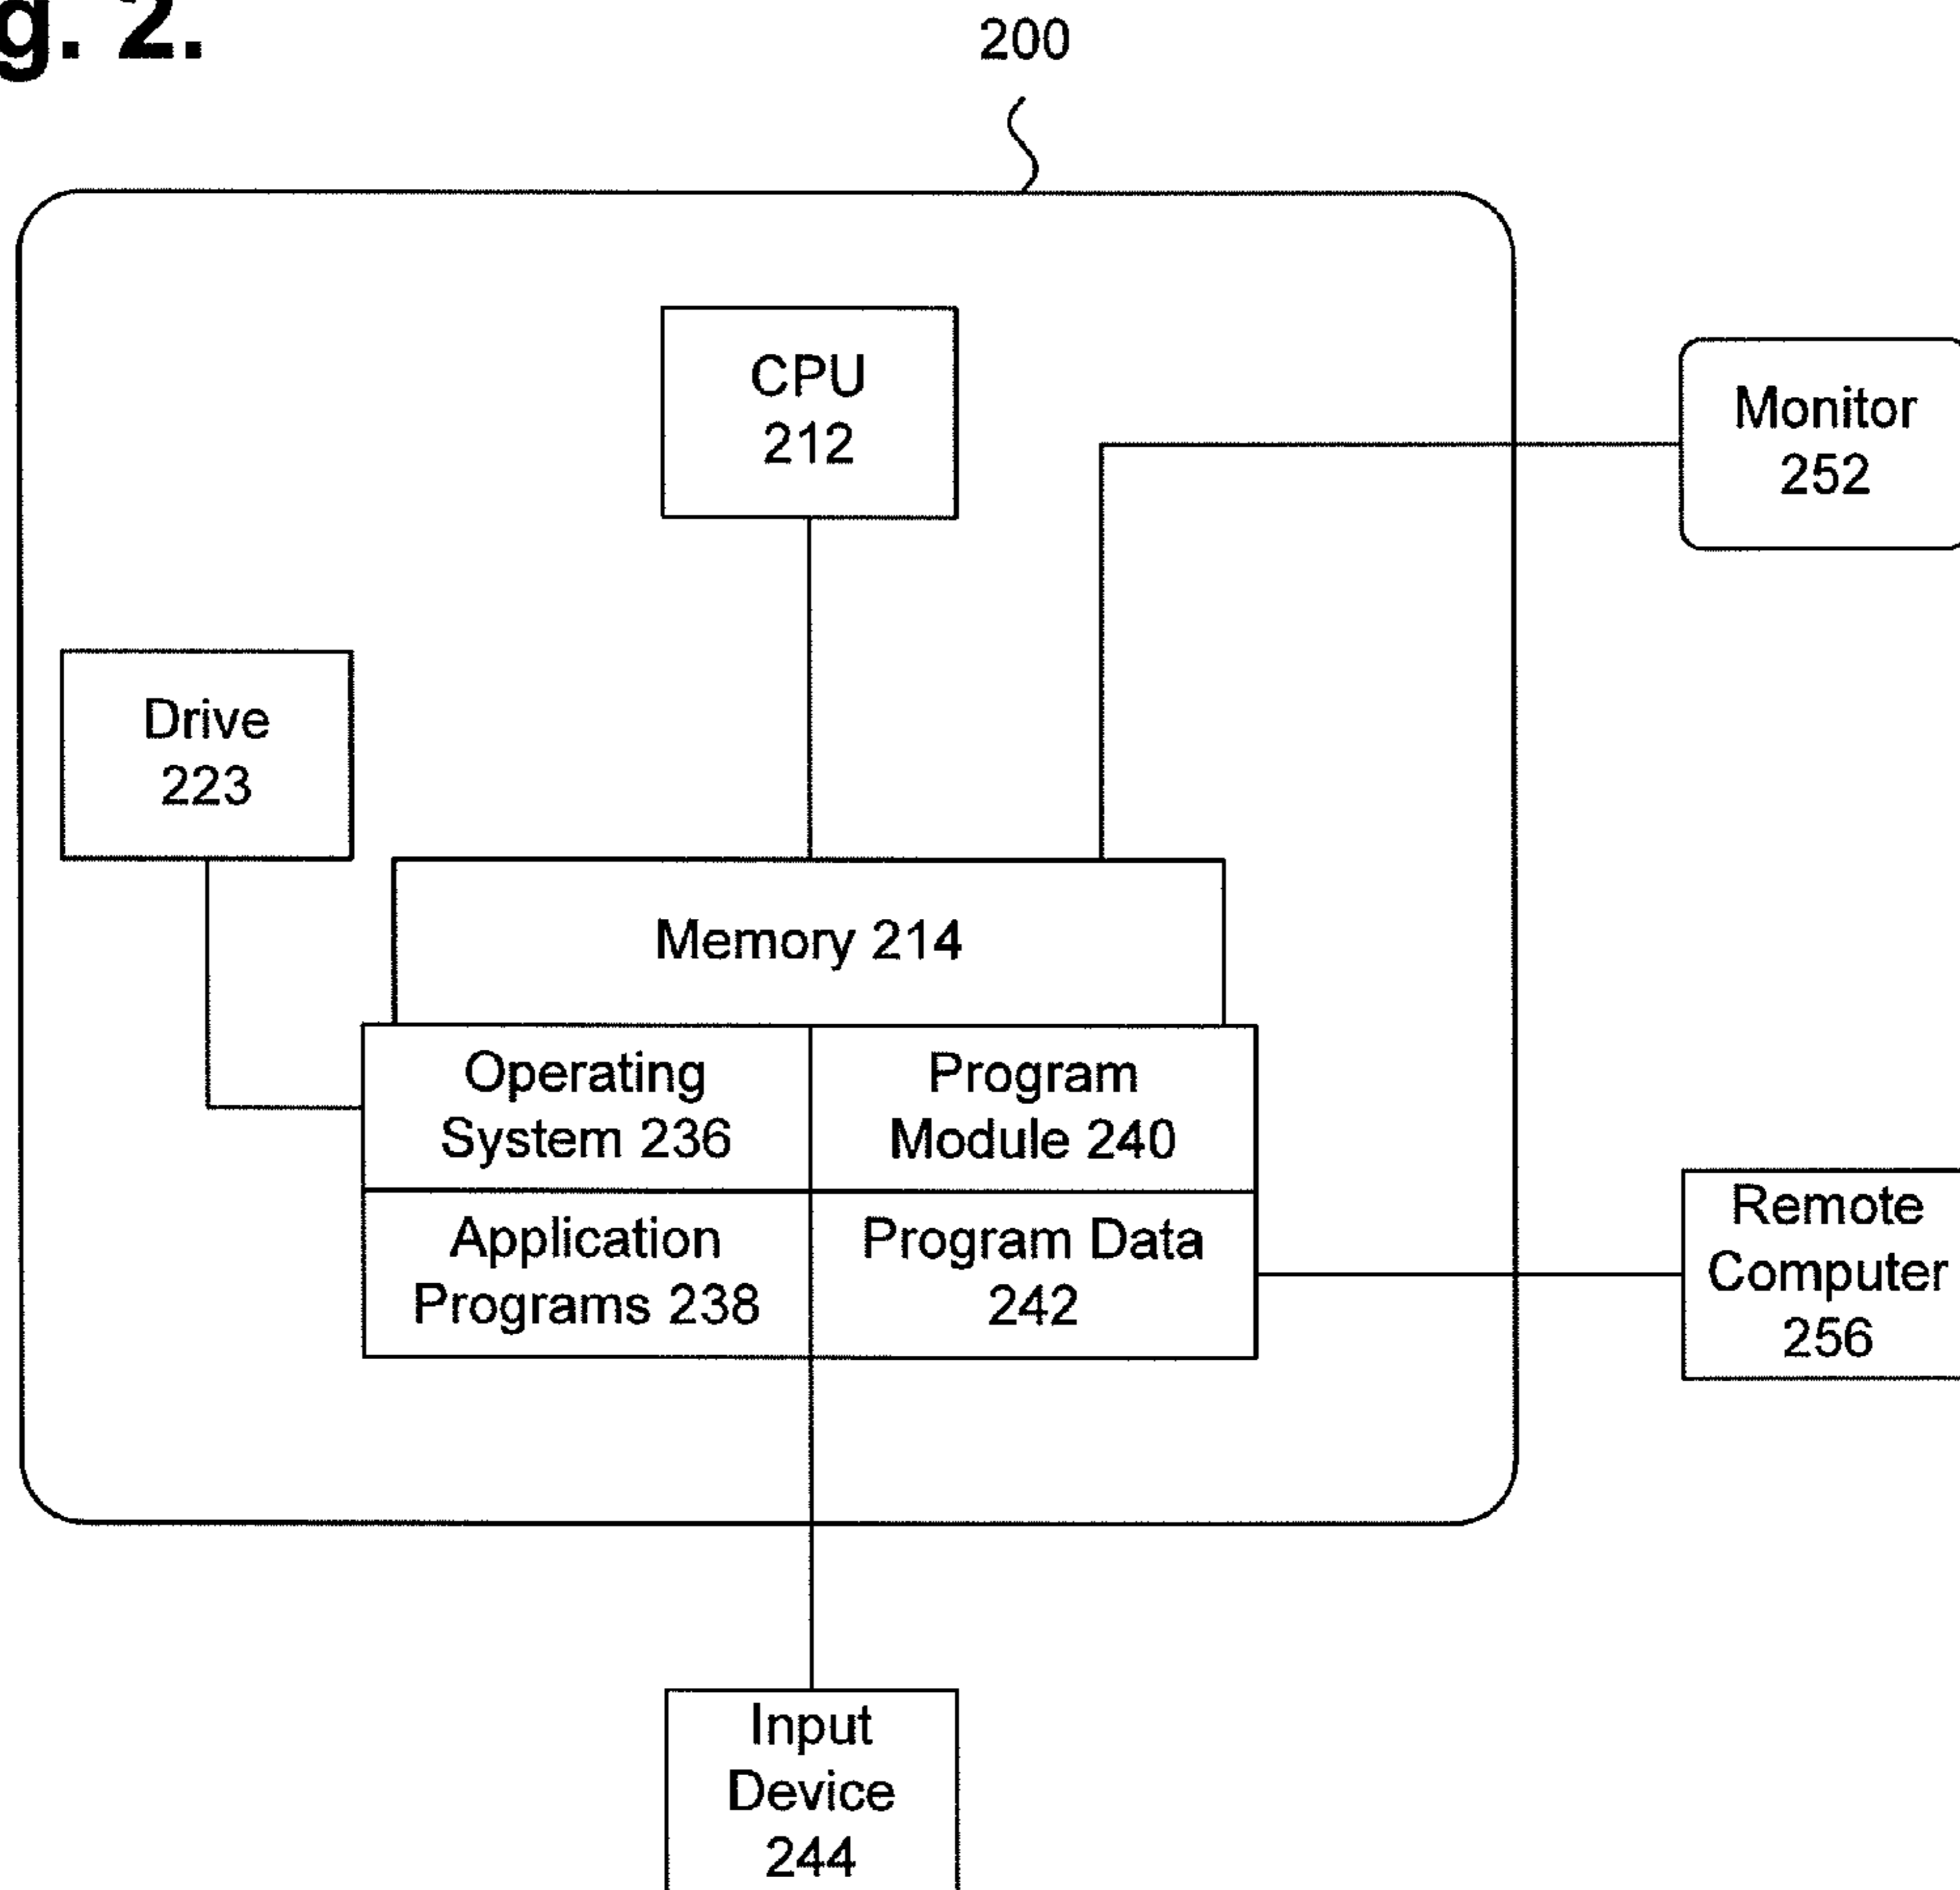 g. 2.
200
CPU
212
Monitor
252
Drive
223
Memory 214
Operating
System 236
Program
Module 240
Application
Programs 238
Program Data
242
Remote
Computer
256
Input
Device
244